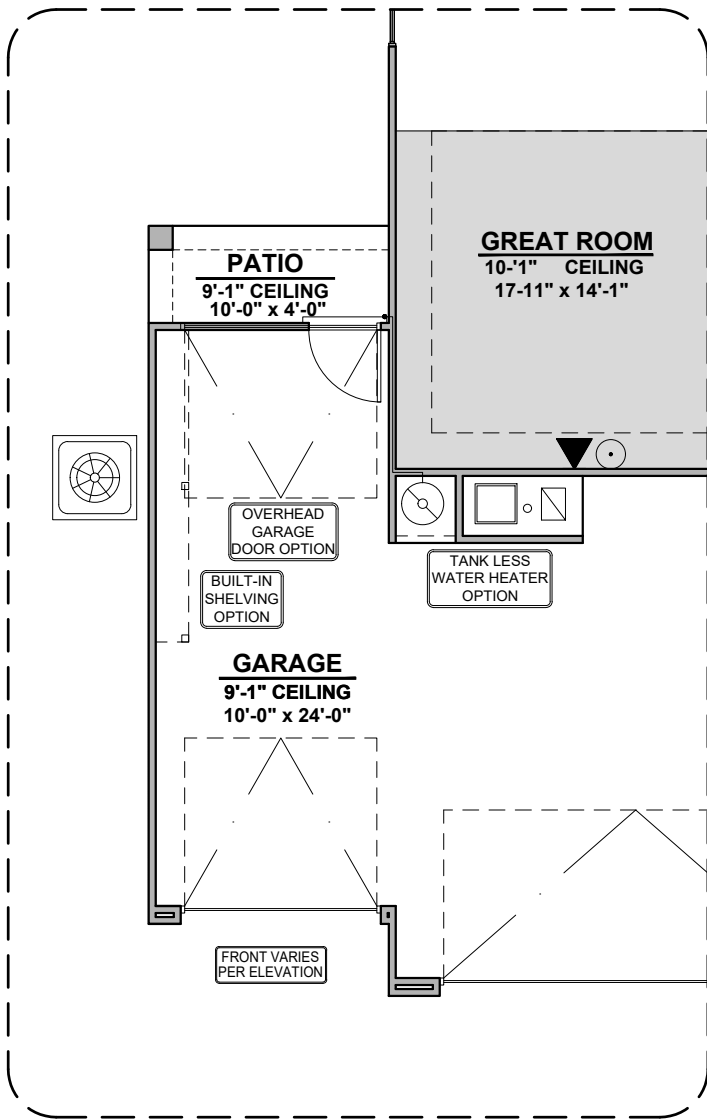 PATIO
9'-1" CEILING
10'-0" x 4'-0"
GREAT ROOM
10-'1" CEILING
17-11" x 14'-1"
OVERHEAD
GARAGE
DOOR OPTION
TANK LESS
WATER HEATER
OPTION
BUILT-IN
SHELVING
OPTION
GARAGE
9'-1" CEILING
10'-0" x 24'-0"
FRONT VARIES
PER ELEVATION